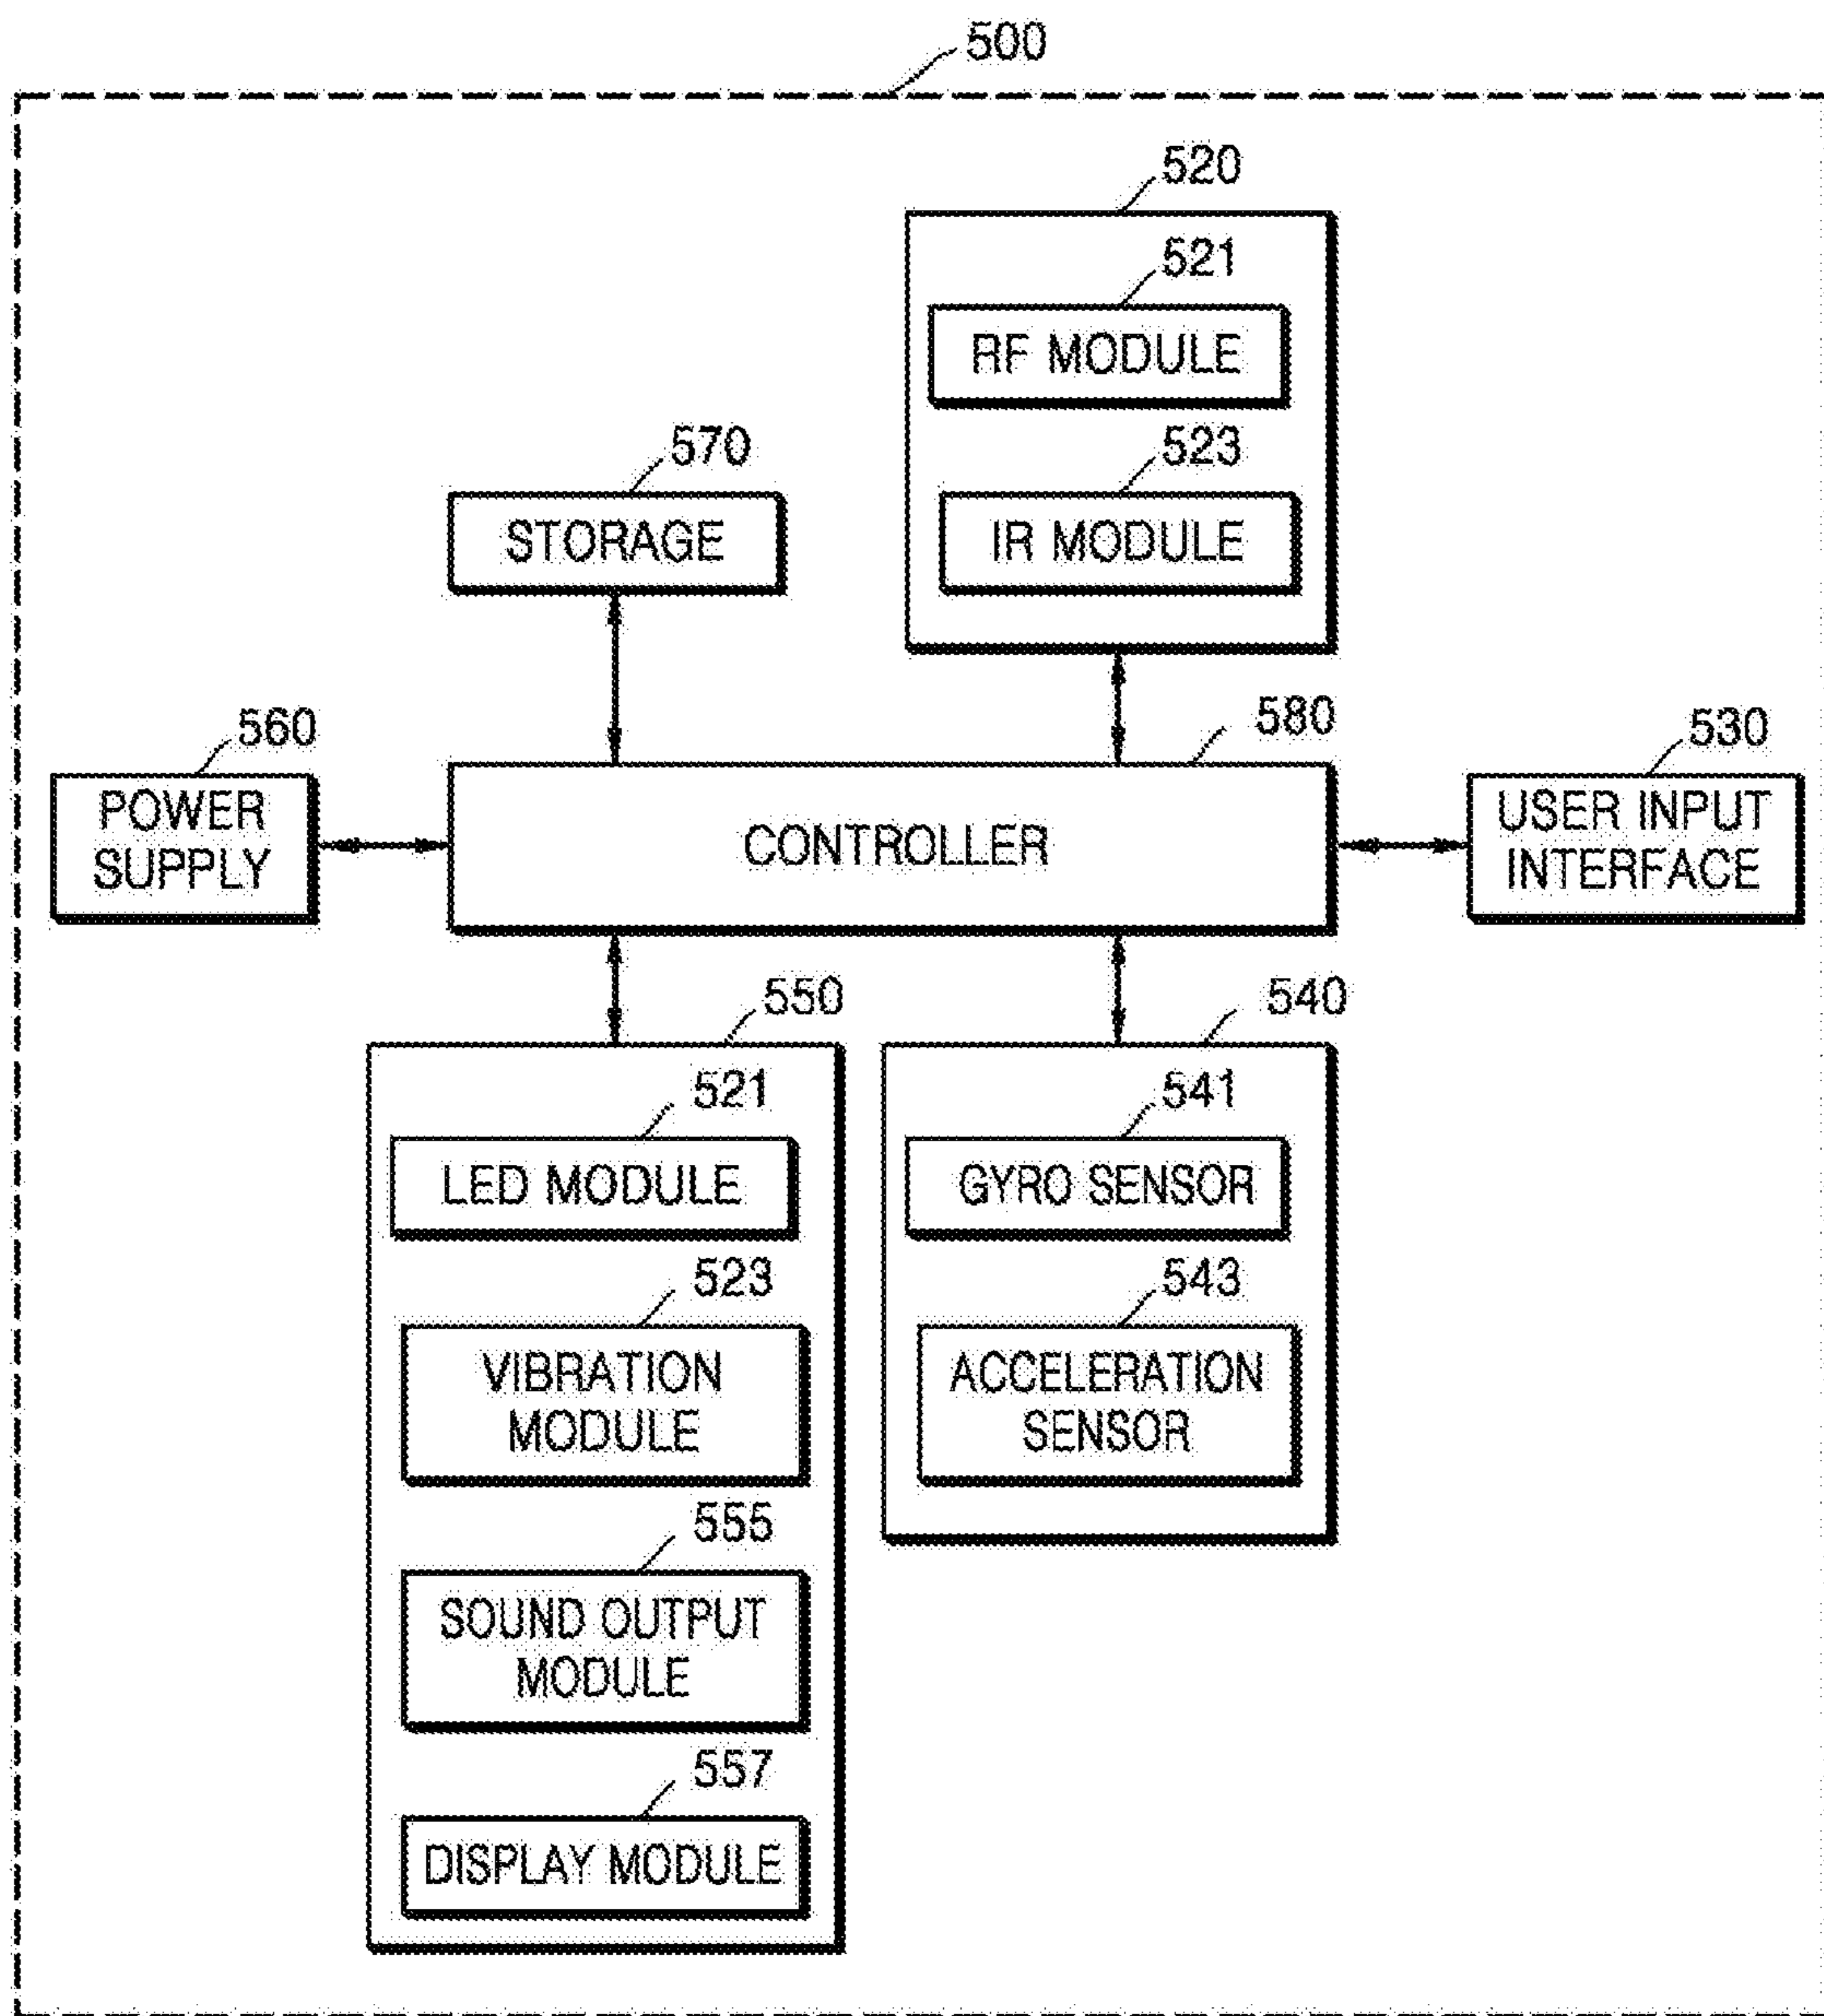 500
520
521
RF MODULE
570
523
STORAGE
IR MODULE
560
580
530
POWER
SUPPLY
CONTROLLER
USER INPUT
INTERFACE
550
540
521
LED MODULE
541
GYRO SENSOR
523
VIBRATION
MODULE
543
ACCELERATION
SENSOR
555
SOUND OUTPUT
MODULE
557
DISPLAY MODULE